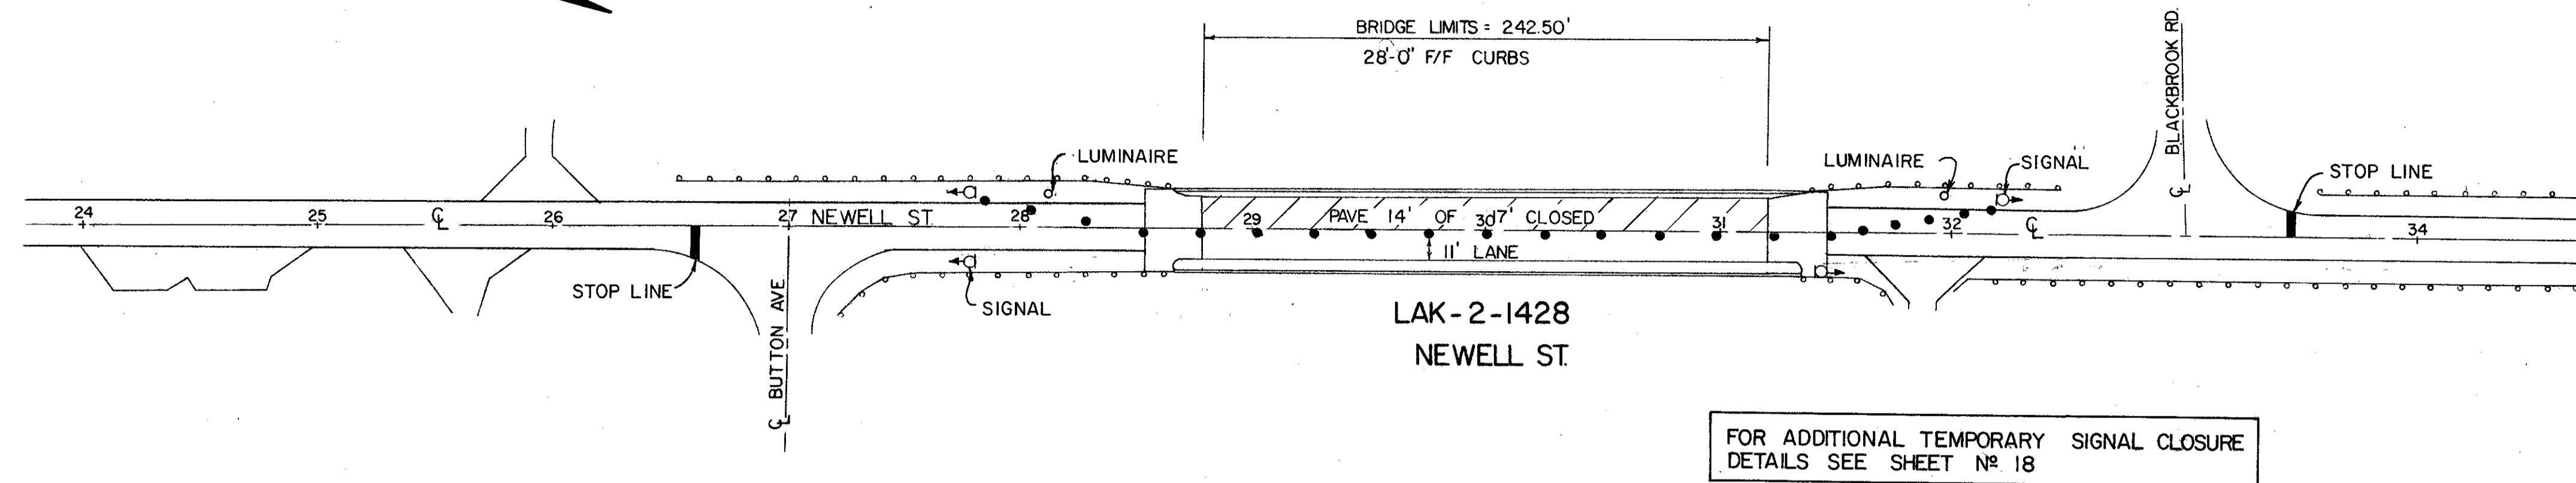 BRIDGE LIMITS = 242.50'
28'-0" F/F CURBS
BLACKBROOK RD.
℄
LUMINAIRE
LUMINAIRE
SIGNAL
STOP LINE
24
25
℄
26
27
NEWELL ST.
28
29
PAVE 14' OF 17' CLOSED
30
31
32
℄
34
11' LANE
STOP LINE
SIGNAL
℄ BUTTON AVE.
LAK-2-1428
NEWELL ST.
FOR ADDITIONAL TEMPORARY SIGNAL CLOSURE
DETAILS SEE SHEET Nº 18